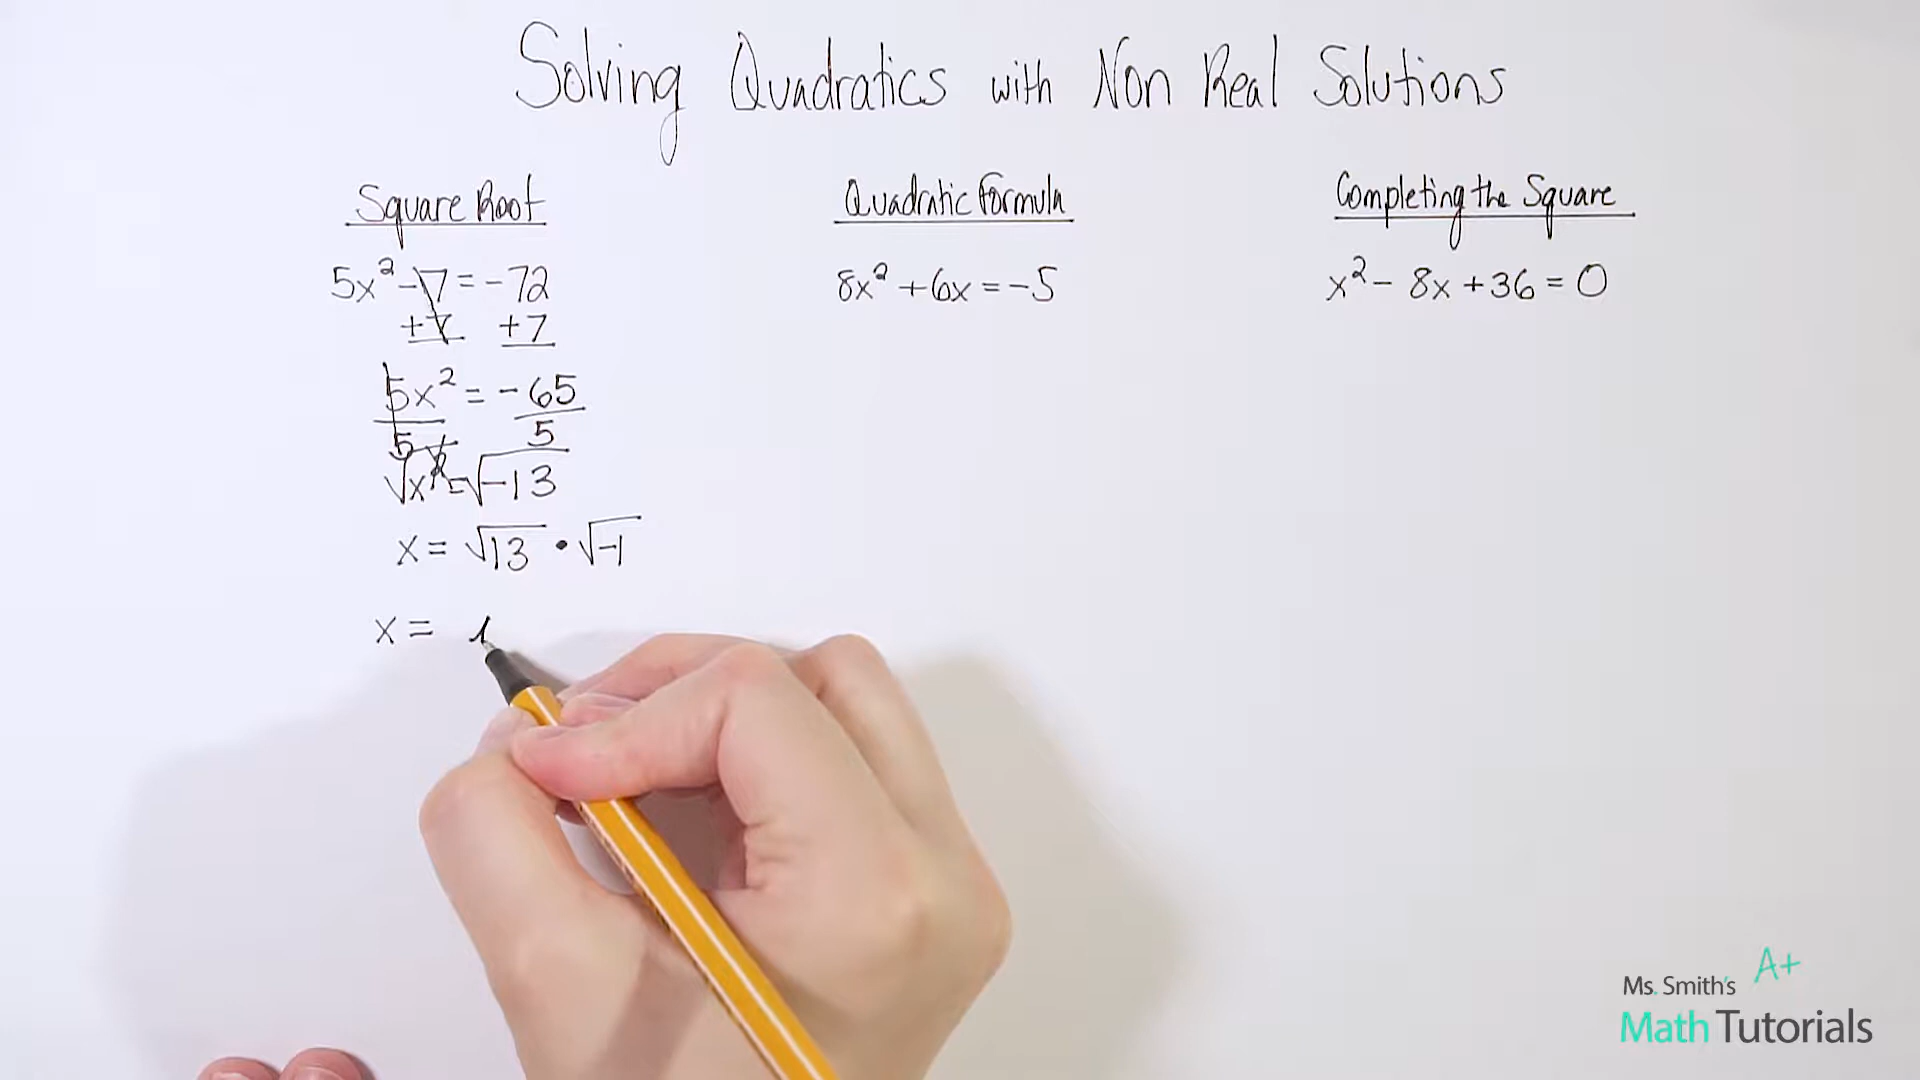 Solving Quadratics with Non Real Solutions
Square Root
5x² - 7 = -72
+7 +7
5x² = -65
5 5
√x² = √-13
x = √13 • √-1
x = i
Quadratic Formula
8x² + 6x = -5
Completing the Square
x² - 8x + 36 = 0
A+
Ms. Smith's
Math Tutorials